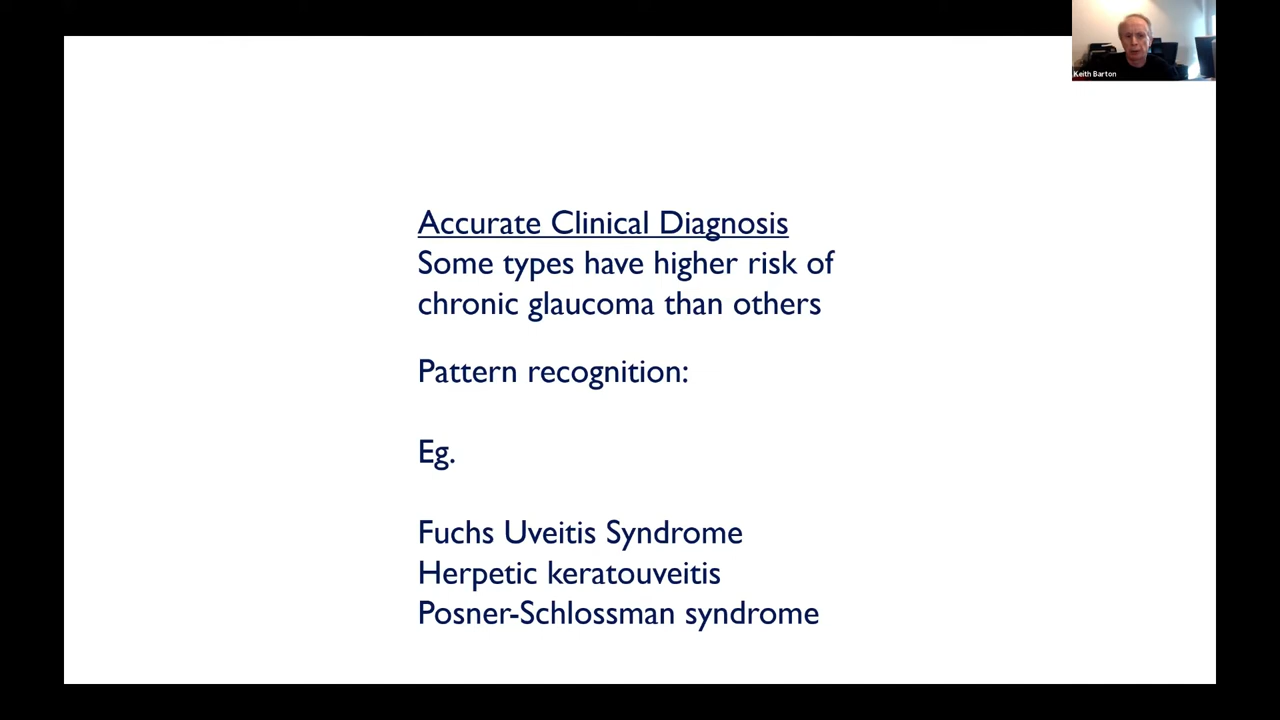 Keith Barton
Accurate Clinical Diagnosis
Some types have higher risk of
chronic glaucoma than others
Pattern recognition:
Eg.
Fuchs Uveitis Syndrome
Herpetic keratouveitis
Posner-Schlossman syndrome